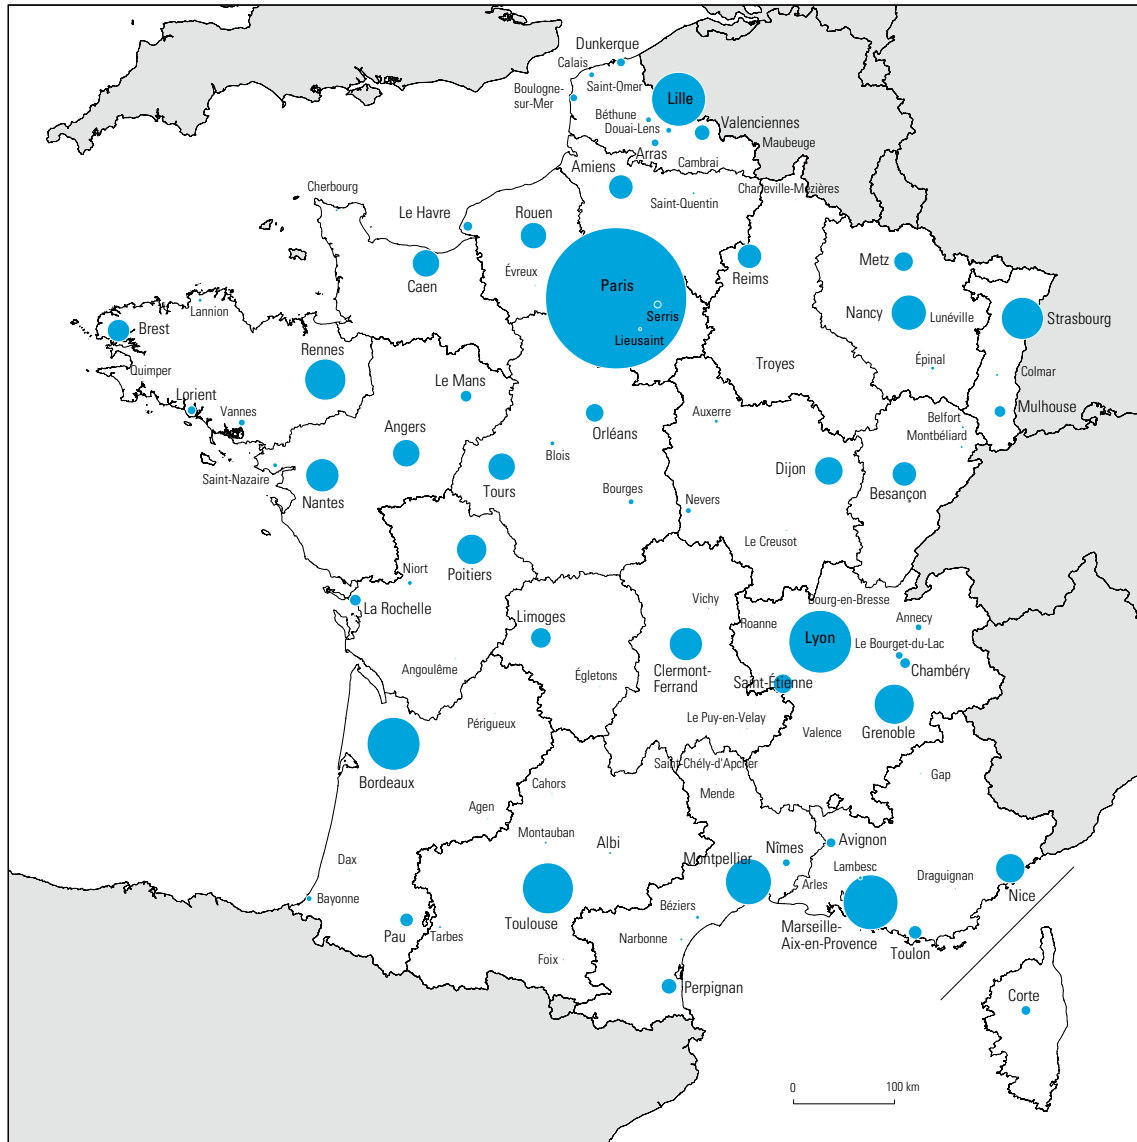 Dunkerque
Calais
Saint-Omer
Boulogne-
sur-Mer
Lille
Béthune
Douai-Lens
Valenciennes
Arras
Maubeuge
Cambrai
Amiens
Charleville-Mézières
Saint-Quentin
Cherbourg
Le Havre
Rouen
Caen
Évreux
Reims
Metz
Paris
Serris
Lieusaint
Nancy
Lunéville
Strasbourg
Lannion
Brest
Rennes
Quimper
Troyes
Épinal
Colmar
Le Mans
Lorient
Vannes
Mulhouse
Auxerre
Belfort
Montbéliard
Angers
Orléans
Blois
Saint-Nazaire
Nantes
Tours
Bourges
Nevers
Dijon
Besançon
Le Creusot
Poitiers
Niort
La Rochelle
Limoges
Vichy
Bourg-en-Bresse
Roanne
Annecy
Lyon
Le Bourget-du-Lac
Chambéry
Clermont-
Ferrand
Saint-Étienne
Angoulême
Égletons
Périgueux
Le Puy-en-Velay
Valence
Grenoble
Bordeaux
Saint-Chély-d'Apcher
Gap
Cahors
Mende
Agen
Montauban
Albi
Dax
Montpellier
Nîmes
Avignon
Lambesc
Arles
Draguignan
Nice
Bayonne
Pau
Tarbes
Toulouse
Béziers
Marseille-
Aix-en-Provence
Toulon
Narbonne
Foix
Perpignan
Corte
0
100 km